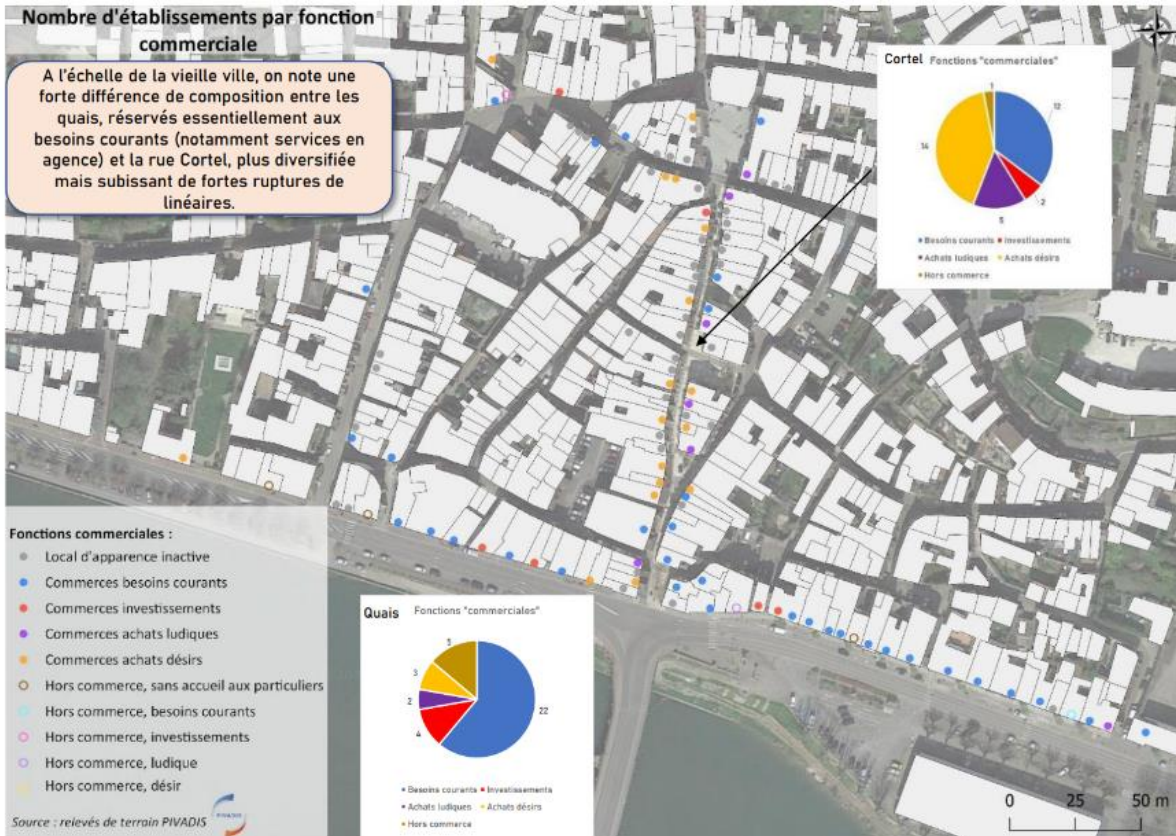 Nombre d'établissements par fonction
commerciale
A l'échelle de la vieille ville, on note une
forte différence de composition entre les
quais, réservés essentiellement aux
besoins courants (notamment services en
agence) et la rue Cortel, plus diversifiée
mais subissant de fortes ruptures de
linéaires.
Cortel Fonctions "commerciales"
1
12
14
2
5
Besoins courants Investissements
Achats ludiques Achats désirs
Hors commerce
Fonctions commerciales :
Local d'apparence inactive
Commerces besoins courants
Commerces investissements
Commerces achats ludiques
Commerces achats désirs
Hors commerce, sans accueil aux particuliers
Hors commerce, besoins courants
Hors commerce, investissements
Hors commerce, ludique
Hors commerce, désir
Source : relevés de terrain PIVADIS
PIVADIS
Quais Fonctions "commerciales"
5
3
2
22
4
Besoins courants Investissements
Achats ludiques Achats désirs
Hors commerce
0 25 50 m